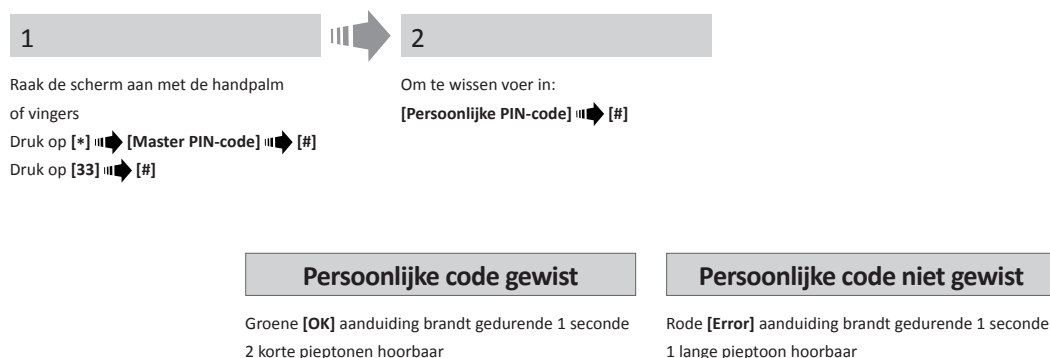 1
2
Raak de scherm aan met de handpalm
of vingers
Druk op [*] [Master PIN-code] [#]
Druk op [33] [#]
Om te wissen voer in:
[Persoonlijke PIN-code] [#]
Persoonlijke code gewist
Groene [OK] aanduiding brandt gedurende 1 seconde
2 korte pieptonen hoorbaar
Persoonlijke code niet gewist
Rode [Error] aanduiding brandt gedurende 1 seconde
1 lange pieptoon hoorbaar